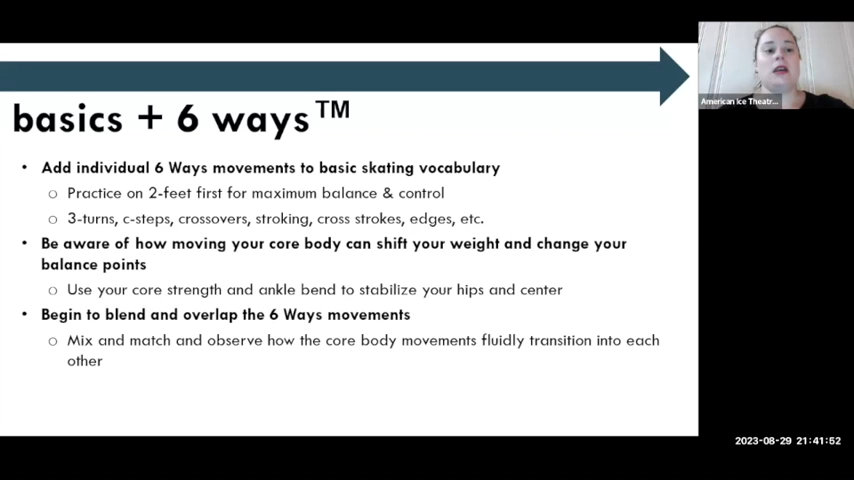 basics + 6 ways™
• Add individual 6 Ways movements to basic skating vocabulary
○ Practice on 2-feet first for maximum balance & control
○ 3-turns, c-steps, crossovers, stroking, cross strokes, edges, etc.
• Be aware of how moving your core body can shift your weight and change your
balance points
○ Use your core strength and ankle bend to stabilize your hips and center
• Begin to blend and overlap the 6 Ways movements
○ Mix and match and observe how the core body movements fluidly transition into each
other
American Ice Theatr...
2023-08-29 21:41:52